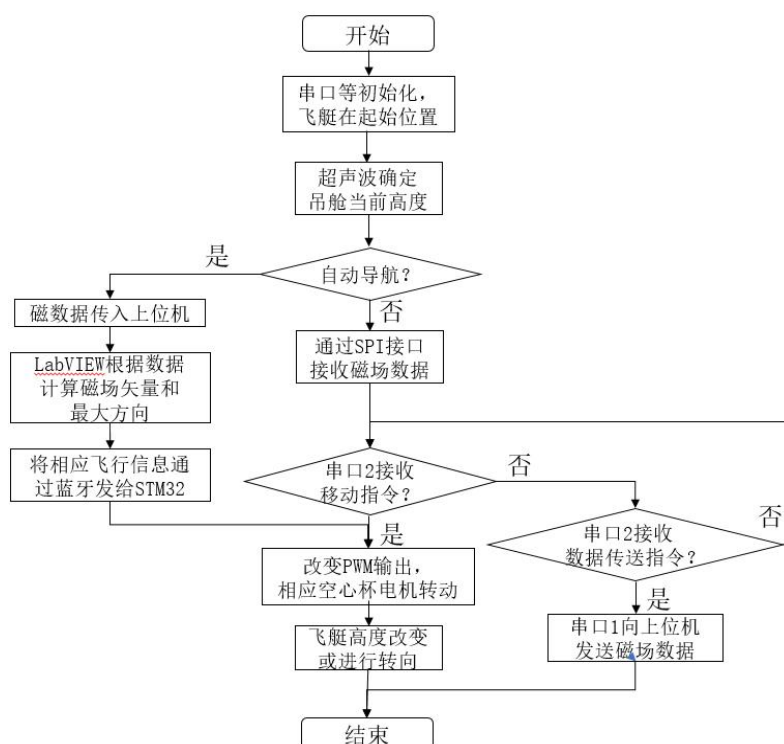 开始
串口等初始化，
飞艇在起始位置
超声波确定
吊舱当前高度
是
自动导航？
否
磁数据传入上位机
通过SPI接口
接收磁场数据
LabVIEW根据数据
计算磁场矢量和
最大方向
将相应飞行信息通
过蓝牙发给STM32
串口2接收
移动指令？
否
是
串口2接收
数据传送指令？
否
是
改变PWM输出，
相应空心杯电机转动
串口1向上位机
发送磁场数据
飞艇高度改变
或进行转向
结束